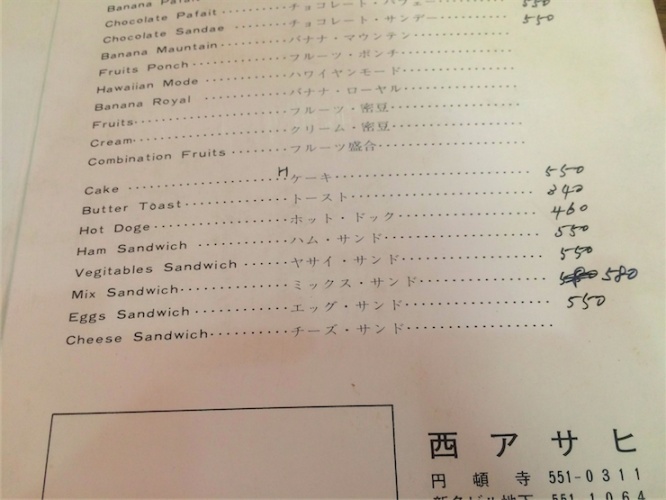 Banana
Chocolate Pafait チョコレート・パフェー 550
Chocolate Sandae チョコレート・サンデー 550
Banana Mauntain バナナ・マウンテン
Fruits Ponch フルーツ・ポンチ
Hawaiian Mode ハワイヤンモード
Banana Royal バナナ・ローヤル
Fruits フルーツ・密豆
Cream クリーム・密豆
Combination Fruits フルーツ盛合
Cake H ケーキ 550
Butter Toast トースト 340
Hot Doge ホット・ドック 460
Ham Sandwich ハム・サンド 550
Vegitables Sandwich ヤサイ・サンド 550
Mix Sandwich ミックス・サンド 580
Eggs Sandwich エッグ・サンド 550
Cheese Sandwich チーズ・サンド
西アサヒ
円頓寺 551-0311
551-1064